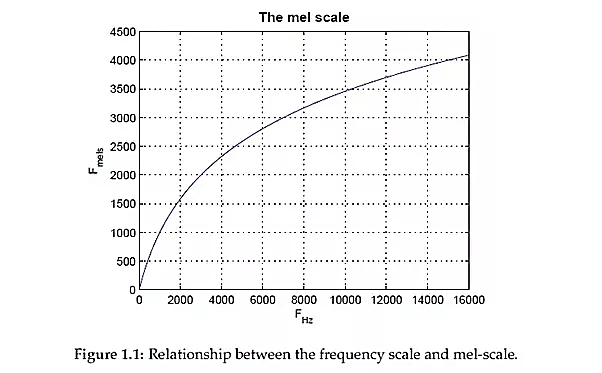 The mel scale
4500
4000
3500
3000
2500
2000
1500
1000
500
0
F mels
0 2000 4000 6000 8000 10000 12000 14000 16000
F Hz
Figure 1.1: Relationship between the frequency scale and mel-scale.